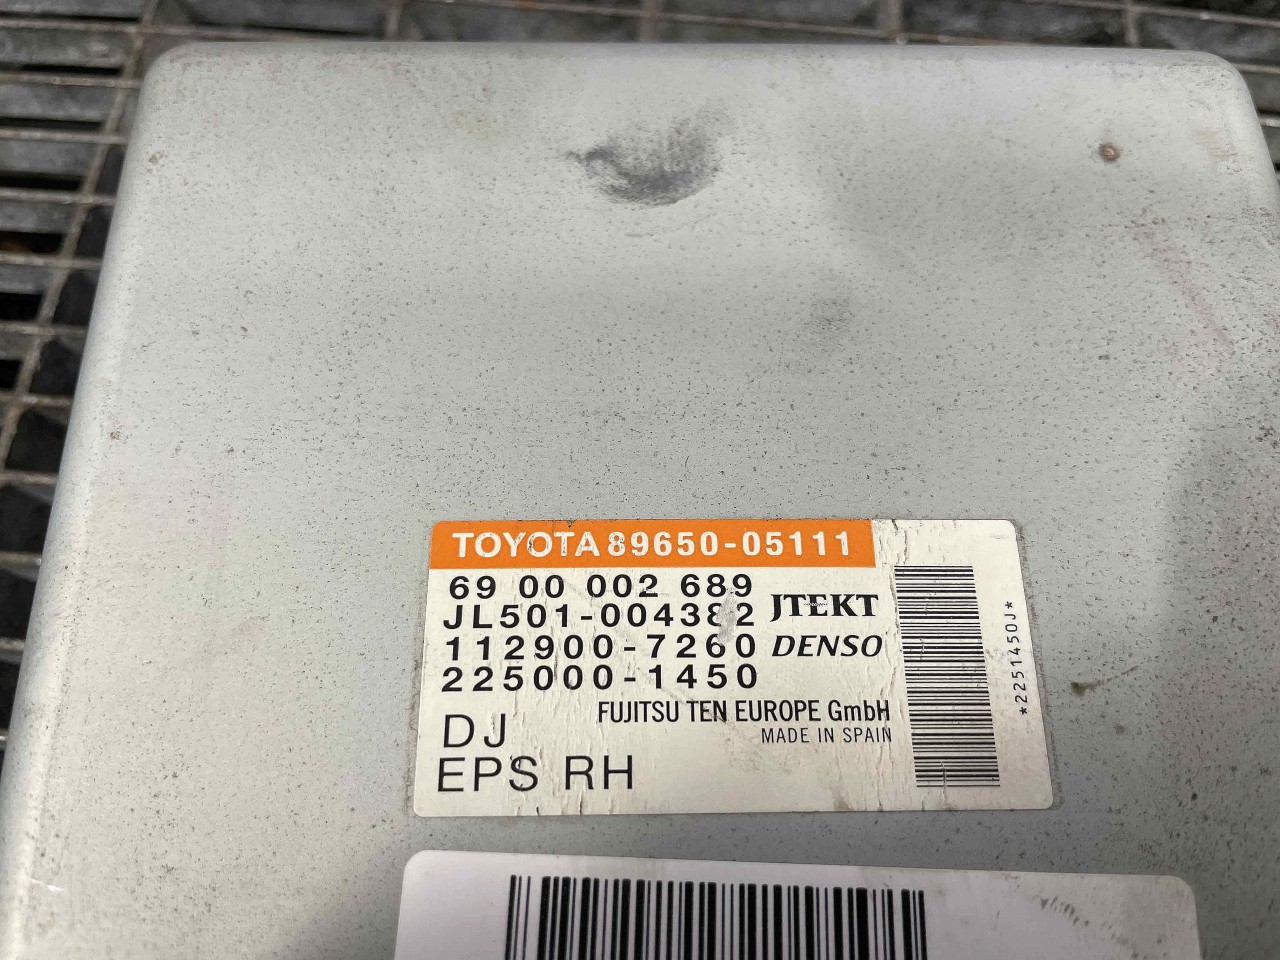 TOYOTA 89650-05111
69 00 002 689
JL501-004382 JTEKT
112900-7260 DENSO
225000-1450
FUJITSU TEN EUROPE GmbH
DJ MADE IN SPAIN
EPS RH
*2251450J*